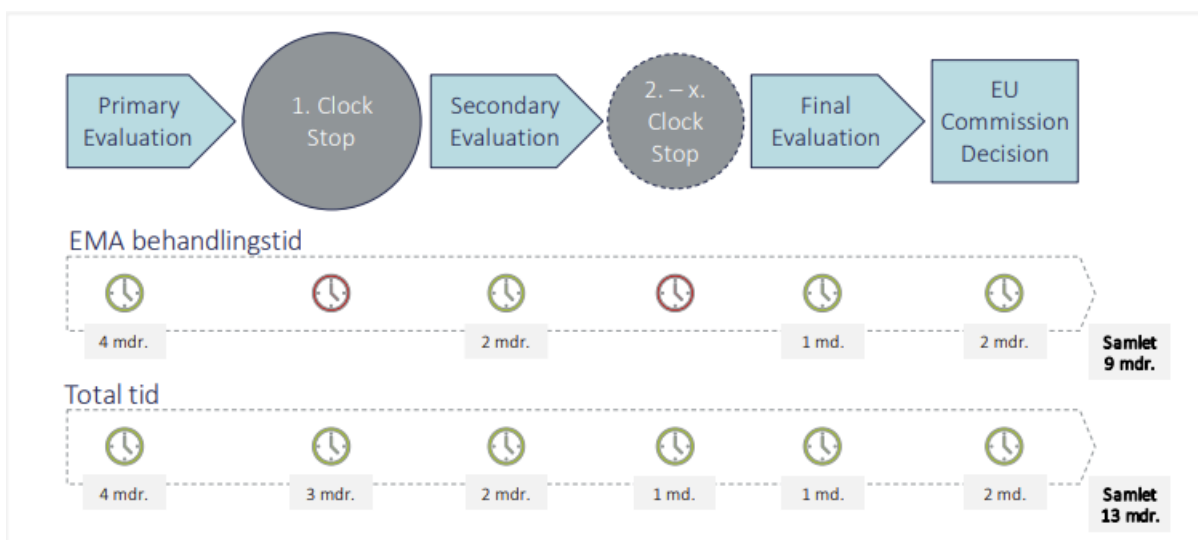 Primary
Evaluation
1. Clock
Stop
Secondary
Evaluation
2. – x.
Clock
Stop
Final
Evaluation
EU
Commission
Decision
EMA behandlingstid
4 mdr.
2 mdr.
1 md.
2 mdr.
Samlet
9 mdr.
Total tid
4 mdr.
3 mdr.
2 mdr.
1 md.
1 md.
2 md.
Samlet
13 mdr.